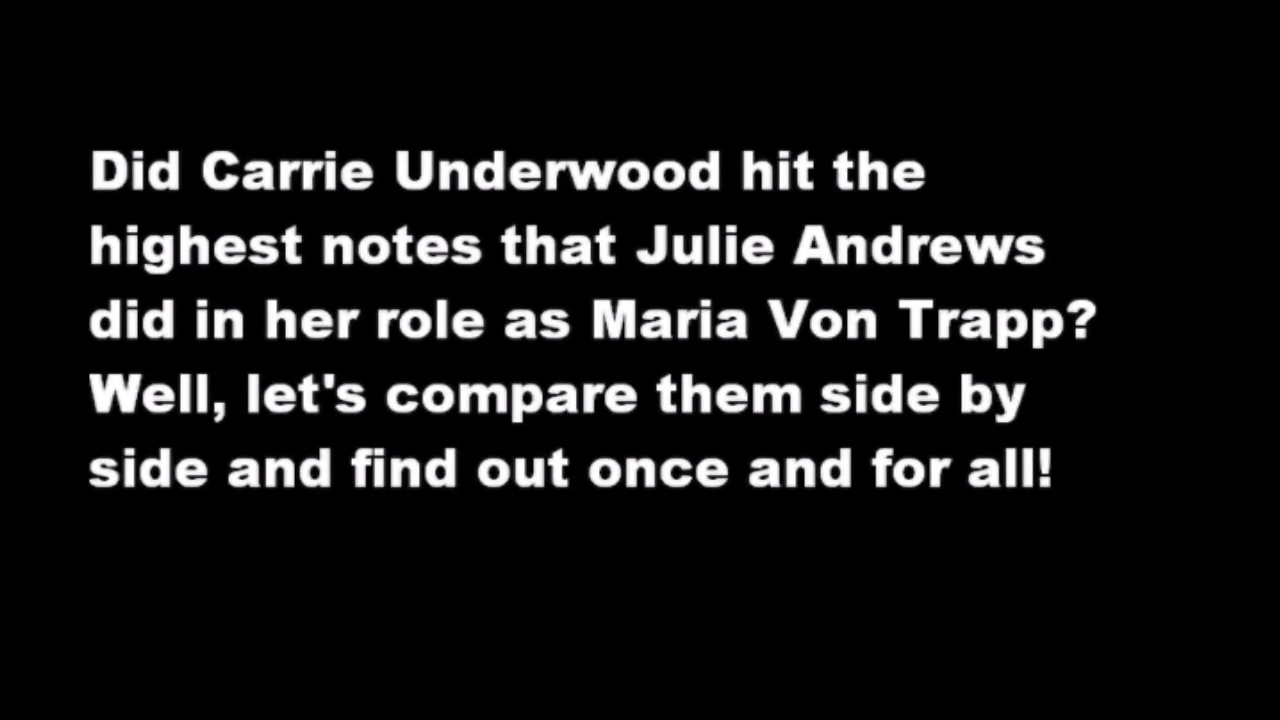 Did Carrie Underwood hit the
highest notes that Julie Andrews
did in her role as Maria Von Trapp?
Well, let's compare them side by
side and find out once and for all!